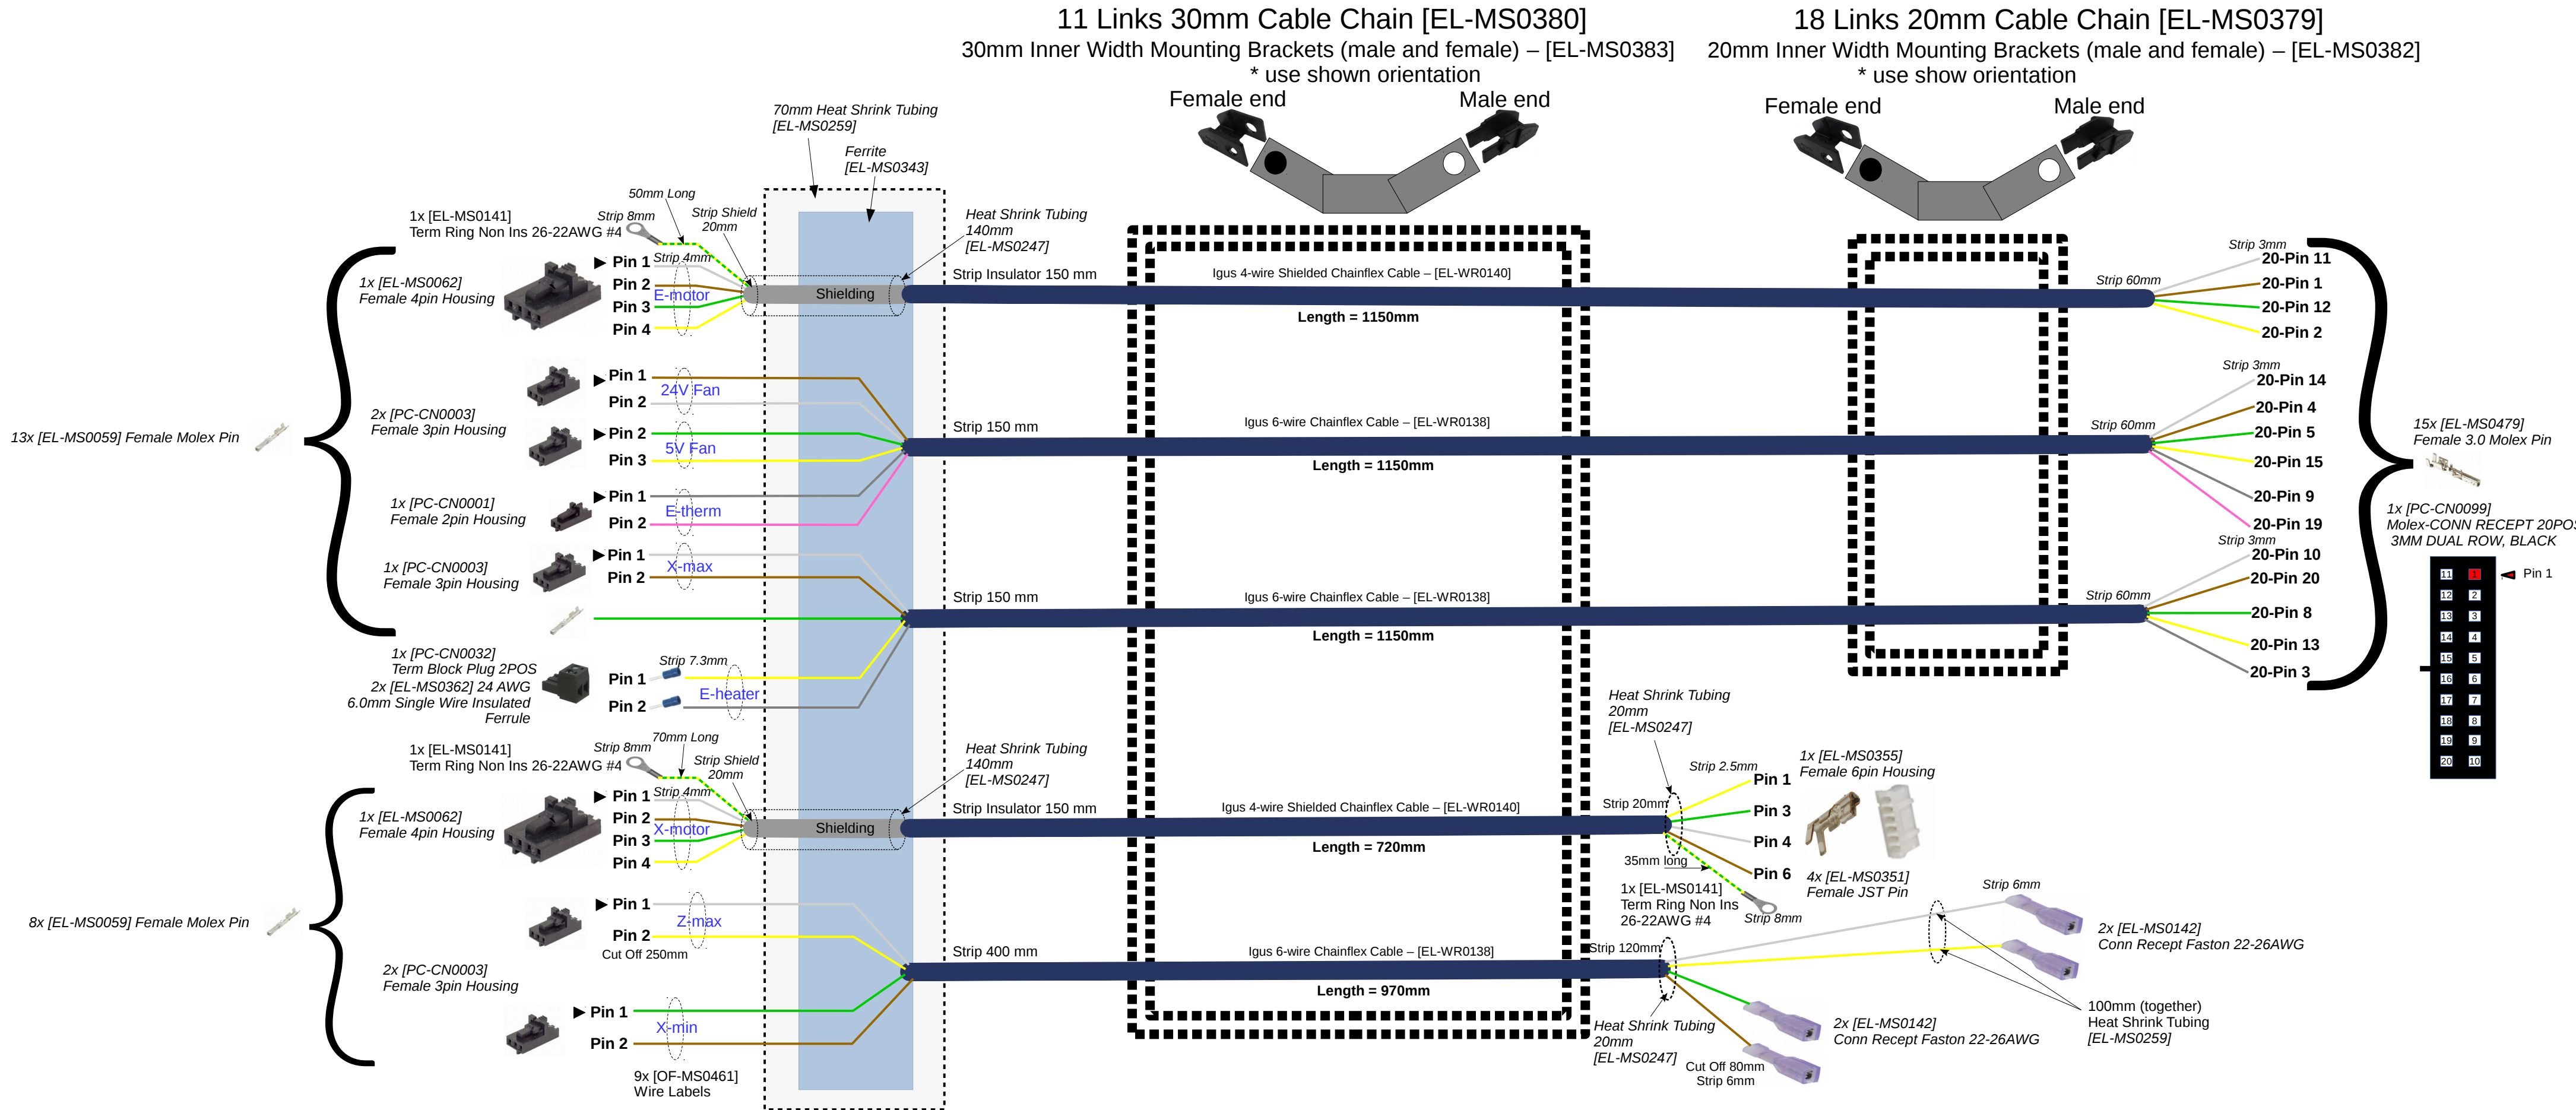 11 Links 30mm Cable Chain [EL-MS0380]
30mm Inner Width Mounting Brackets (male and female) – [EL-MS0383]
* use shown orientation
Female end
Male end
18 Links 20mm Cable Chain [EL-MS0379]
20mm Inner Width Mounting Brackets (male and female) – [EL-MS0382]
* use show orientation
Female end
Male end
70mm Heat Shrink Tubing
[EL-MS0259]
Ferrite
[EL-MS0343]
50mm Long
Strip 8mm
Strip Shield
20mm
1x [EL-MS0141]
Term Ring Non Ins 26-22AWG #4
Heat Shrink Tubing
140mm
[EL-MS0247]
1x [EL-MS0062]
Female 4pin Housing
Pin 1
Strip 4mm
Pin 2
E-motor
Pin 3
Pin 4
Shielding
Strip Insulator 150 mm
Igus 4-wire Shielded Chainflex Cable – [EL-WR0140]
Length = 1150mm
Strip 60mm
Strip 3mm
20-Pin 11
20-Pin 1
20-Pin 12
20-Pin 2
13x [EL-MS0059] Female Molex Pin
2x [PC-CN0003]
Female 3pin Housing
Pin 1
24V Fan
Pin 2
Pin 2
5V Fan
Pin 3
1x [PC-CN0001]
Female 2pin Housing
Pin 1
E-therm
Pin 2
Strip 150 mm
Igus 6-wire Chainflex Cable – [EL-WR0138]
Length = 1150mm
Strip 60mm
Strip 3mm
20-Pin 14
20-Pin 4
20-Pin 5
20-Pin 15
20-Pin 9
20-Pin 19
15x [EL-MS0479]
Female 3.0 Molex Pin
1x [PC-CN0099]
Molex-CONN RECEPT 20POS
3MM DUAL ROW, BLACK
Pin 1
11 1
12 2
13 3
14 4
15 5
16 6
17 7
18 8
19 9
20 10
1x [PC-CN0003]
Female 3pin Housing
Pin 1
X-max
Pin 2
1x [PC-CN0032]
Term Block Plug 2POS
2x [EL-MS0362] 24 AWG
6.0mm Single Wire Insulated
Ferrule
Strip 7.3mm
Pin 1
E-heater
Pin 2
Strip 150 mm
Igus 6-wire Chainflex Cable – [EL-WR0138]
Length = 1150mm
Strip 60mm
Strip 3mm
20-Pin 10
20-Pin 20
20-Pin 8
20-Pin 13
20-Pin 3
70mm Long
Strip 8mm
Strip Shield
20mm
1x [EL-MS0141]
Term Ring Non Ins 26-22AWG #4
Heat Shrink Tubing
140mm
[EL-MS0247]
8x [EL-MS0059] Female Molex Pin
1x [EL-MS0062]
Female 4pin Housing
Pin 1
Strip 4mm
Pin 2
X-motor
Pin 3
Pin 4
Shielding
Strip Insulator 150 mm
Igus 4-wire Shielded Chainflex Cable – [EL-WR0140]
Length = 720mm
Heat Shrink Tubing
20mm
[EL-MS0247]
Strip 20mm
Strip 2.5mm
Pin 1
Pin 3
Pin 4
Pin 6
1x [EL-MS0355]
Female 6pin Housing
4x [EL-MS0351]
Female JST Pin
35mm long
1x [EL-MS0141]
Term Ring Non Ins
26-22AWG #4
Strip 8mm
2x [PC-CN0003]
Female 3pin Housing
Pin 1
Z-max
Pin 2
Cut Off 250mm
Pin 1
X-min
Pin 2
Strip 400 mm
Igus 6-wire Chainflex Cable – [EL-WR0138]
Length = 970mm
Strip 120mm
Heat Shrink Tubing
20mm
[EL-MS0247]
Strip 6mm
2x [EL-MS0142]
Conn Recept Faston 22-26AWG
100mm (together)
Heat Shrink Tubing
[EL-MS0259]
2x [EL-MS0142]
Conn Recept Faston 22-26AWG
Cut Off 80mm
Strip 6mm
9x [OF-MS0461]
Wire Labels